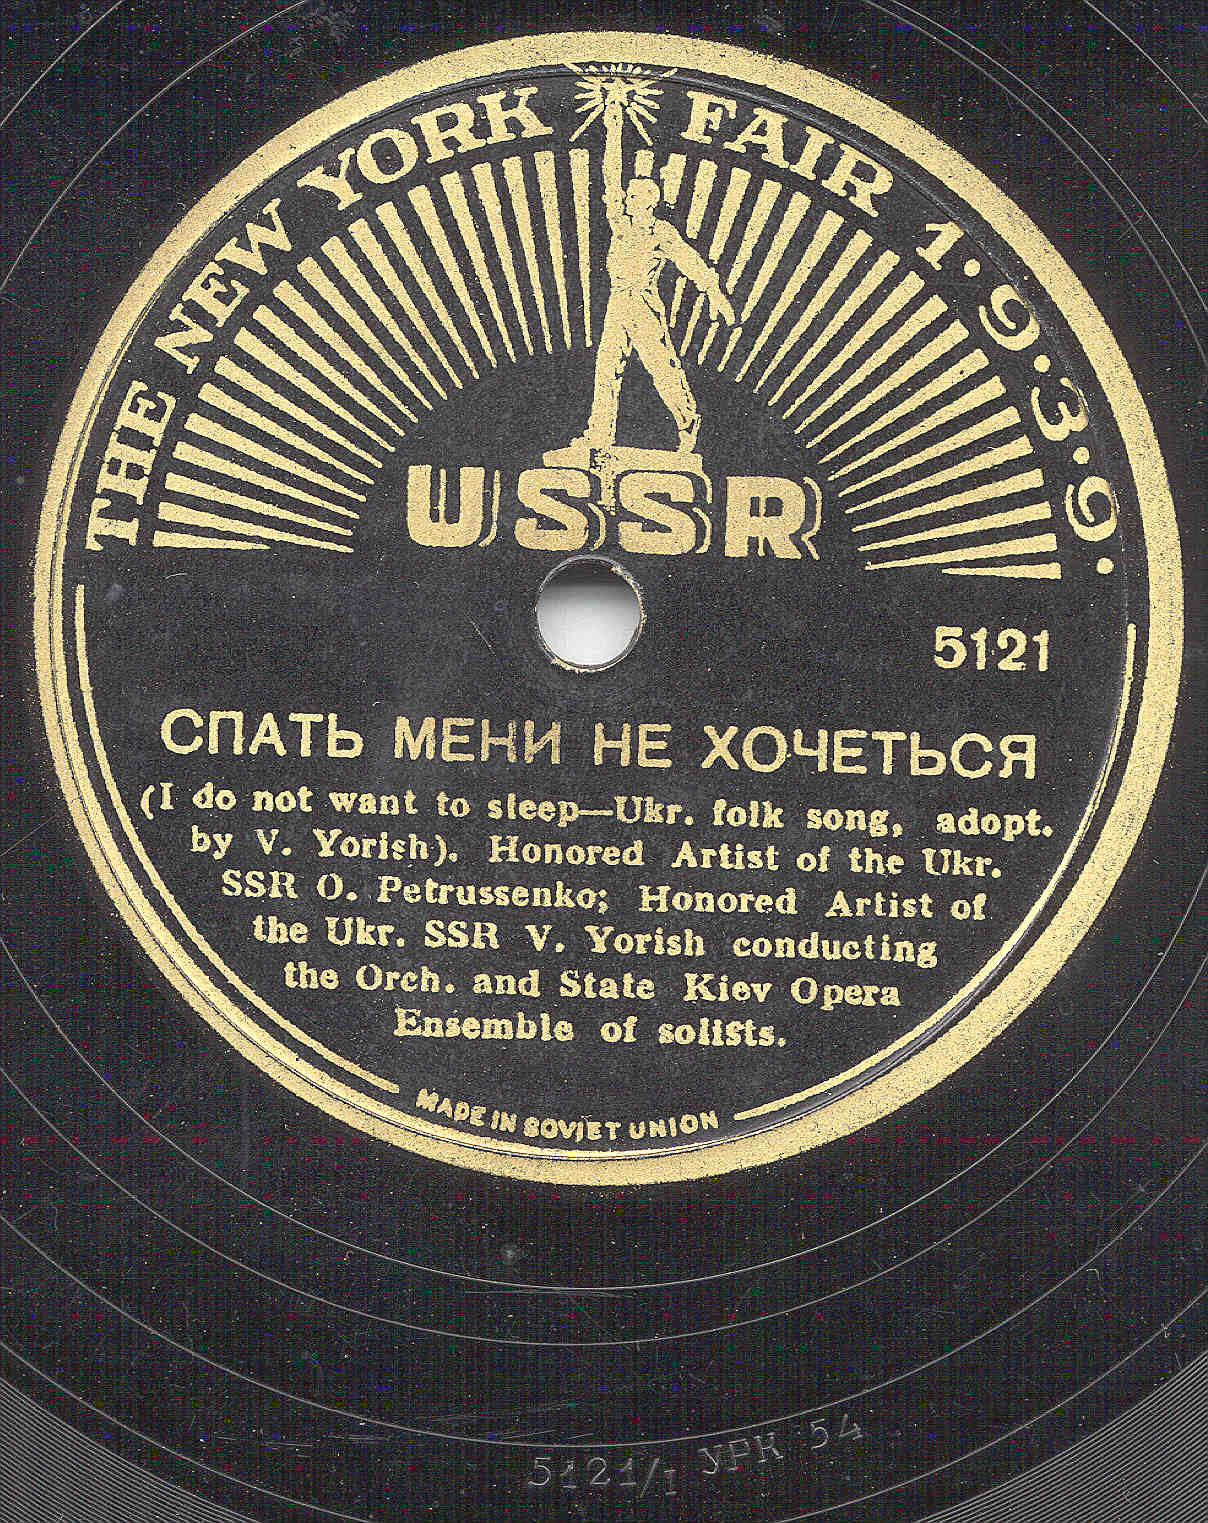 THE NEW YORK FAIR 1·9·3·9·
USSR
5121
СПАТЬ МЕНИ НЕ ХОЧЕТЬСЯ
(I do not want to sleep—Ukr. folk song, adopt.
by V. Yorish). Honored Artist of the Ukr.
SSR O. Petrussenko; Honored Artist of
the Ukr. SSR V. Yorish conducting
the Orch. and State Kiev Opera
Ensemble of solists.
MADE IN SOVIET UNION
5121/1 УРК 54